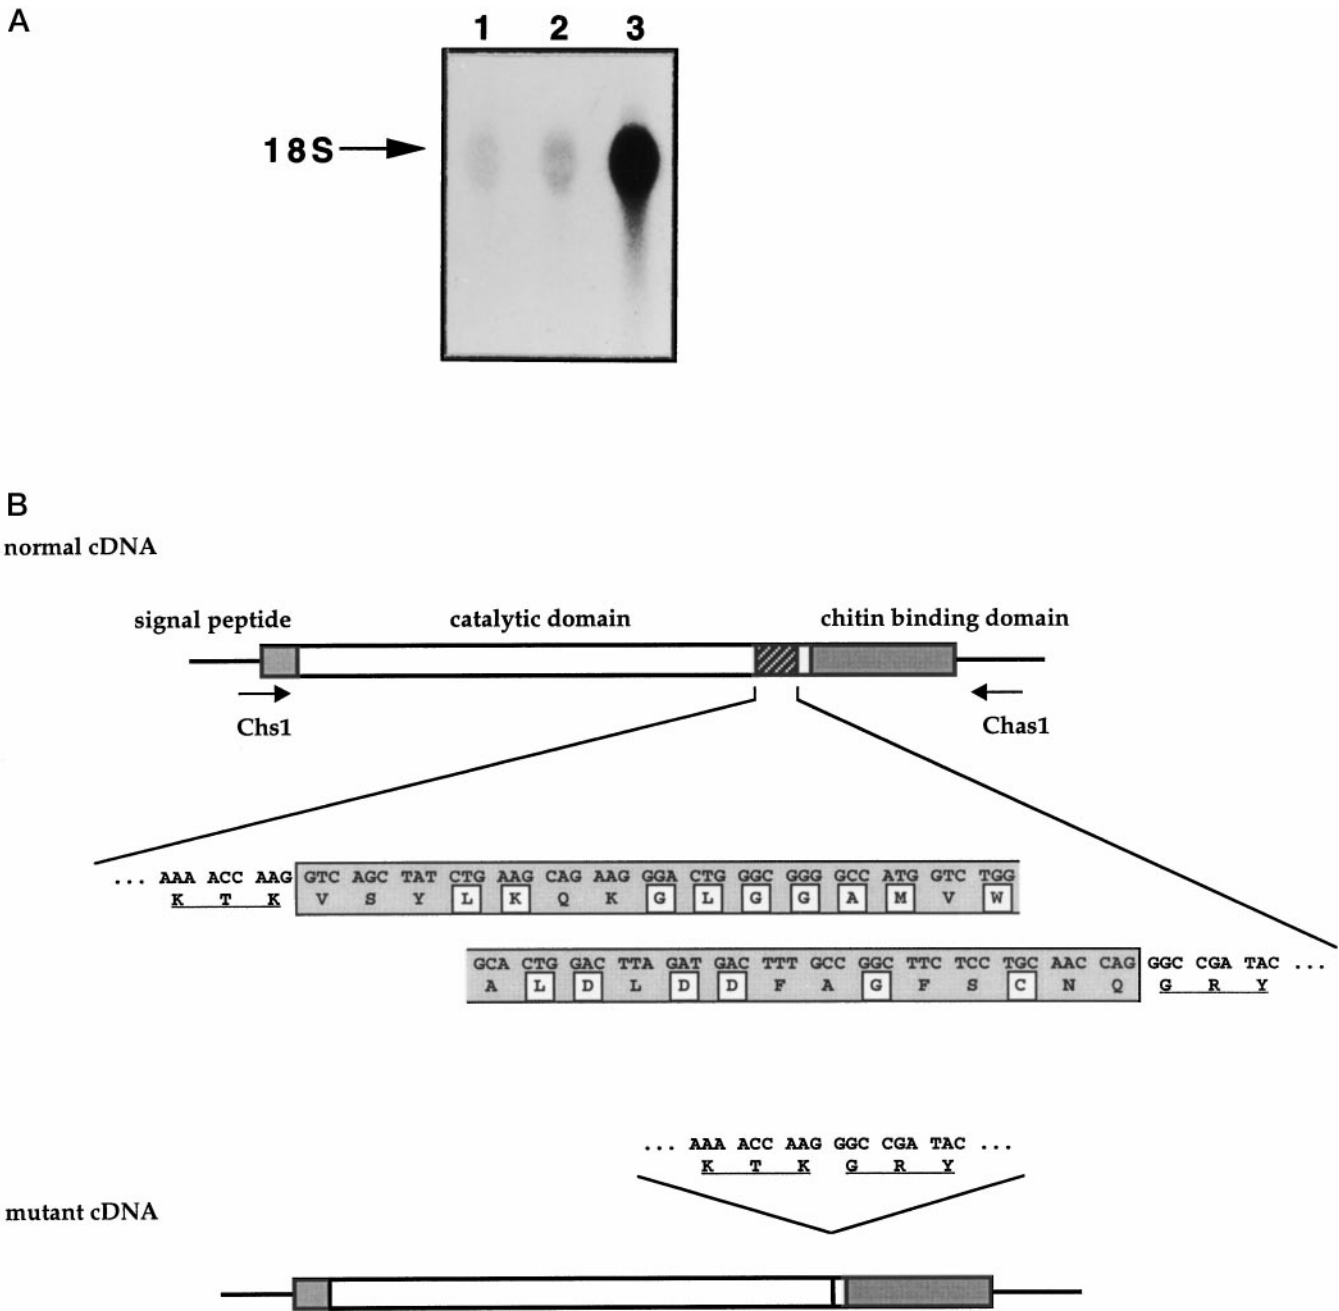 A
1 2 3
18S
B
normal cDNA
signal peptide catalytic domain chitin binding domain
Chs1 Chas1
... AAA ACC AAG GTC AGC TAT CTG AAG CAG AAG GGA CTG GGC GGG GCC ATG GTC TGG
K T K V S Y L K Q K G L G G A M V W
GCA CTG GAC TTA GAT GAC TTT GCC GGC TTC TCC TGC AAC CAG GGC CGA TAC ...
A L D L D D F A G F S C N Q G R Y
... AAA ACC AAG GGC CGA TAC ...
K T K G R Y
mutant cDNA